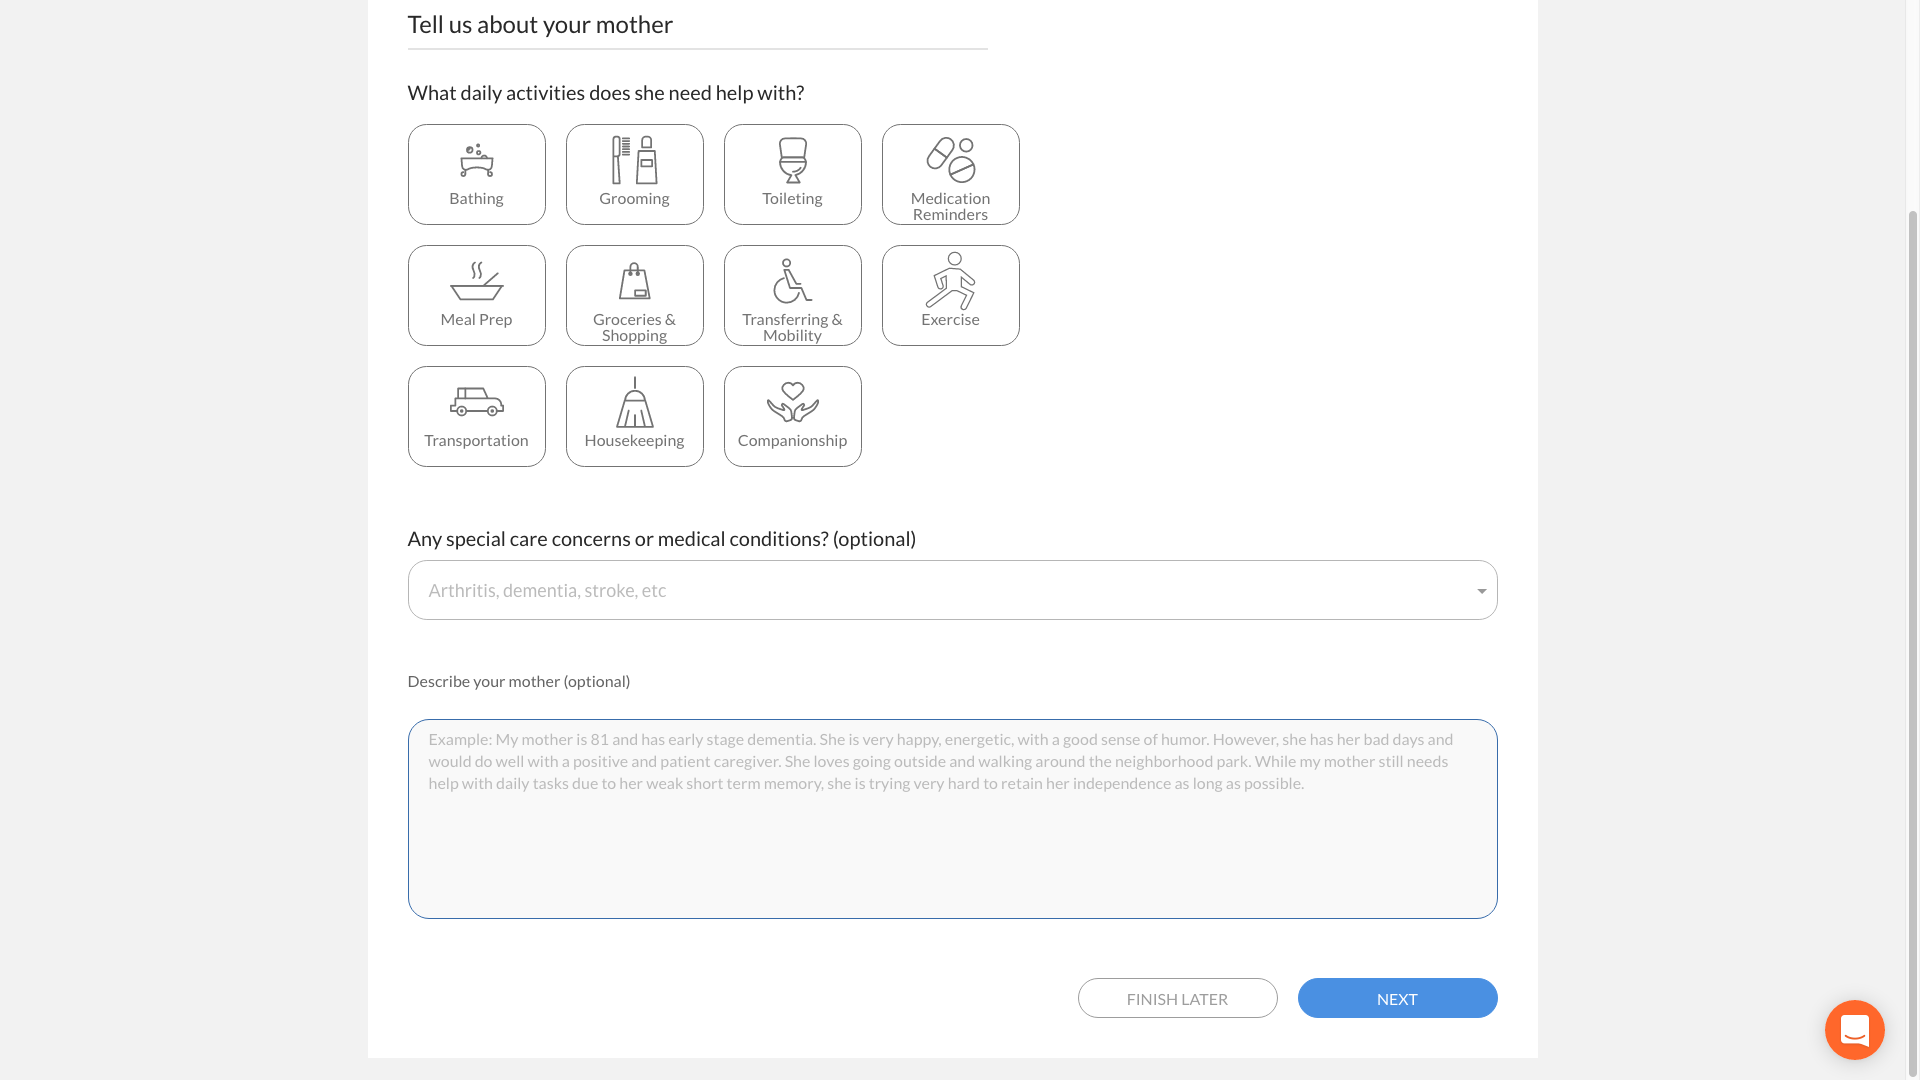 Tell us about your mother
What daily activities does she need help with?
Bathing
Grooming
Toileting
Medication
Reminders
Meal Prep
Groceries &
Shopping
Transferring &
Mobility
Exercise
Transportation
Housekeeping
Companionship
Any special care concerns or medical conditions? (optional)
Arthritis, dementia, stroke, etc
Describe your mother (optional)
Example: My mother is 81 and has early stage dementia. She is very happy, energetic, with a good sense of humor. However, she has her bad days and
would do well with a positive and patient caregiver. She loves going outside and walking around the neighborhood park. While my mother still needs
help with daily tasks due to her weak short term memory, she is trying very hard to retain her independence as long as possible.
FINISH LATER
NEXT